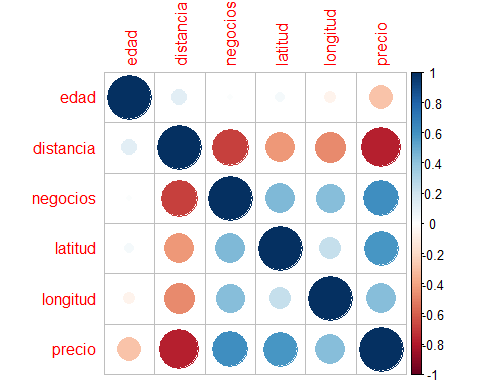 edad
distancia
negocios
latitud
longitud
precio
edad
distancia
negocios
latitud
longitud
precio
1
0.8
0.6
0.4
0.2
0
-0.2
-0.4
-0.6
-0.8
-1